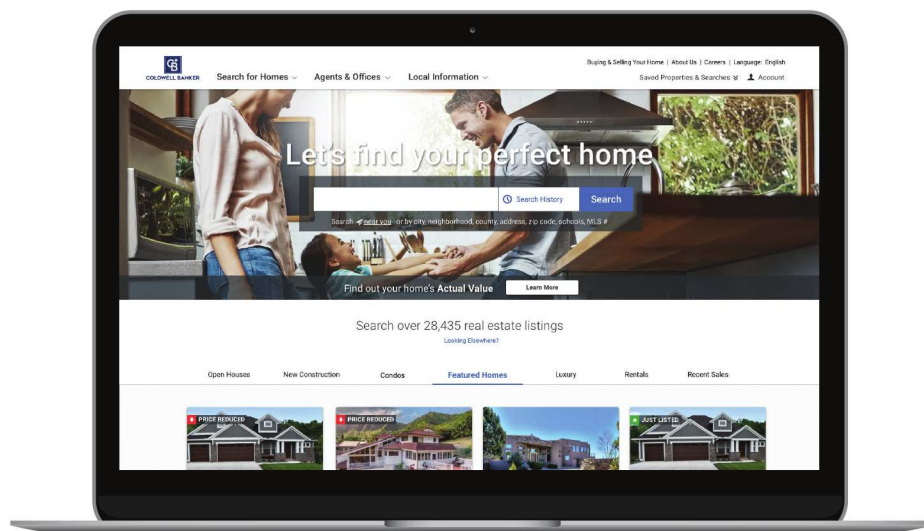 Buying & Selling Your Home | About Us | Careers | Language: English
CB
COLDWELL BANKER
Search for Homes
Agents & Offices
Local Information
Saved Properties & Searches
Account
Let's find your perfect home
Search History
Search
Search near you or by city, neighborhood, county, address, zip code, schools, MLS #
Find out your home's Actual Value
Learn More
Search over 28,435 real estate listings
Looking Elsewhere?
Open Houses
New Construction
Condos
Featured Homes
Luxury
Rentals
Recent Sales
PRICE REDUCED
PRICE REDUCED
JUST LISTED